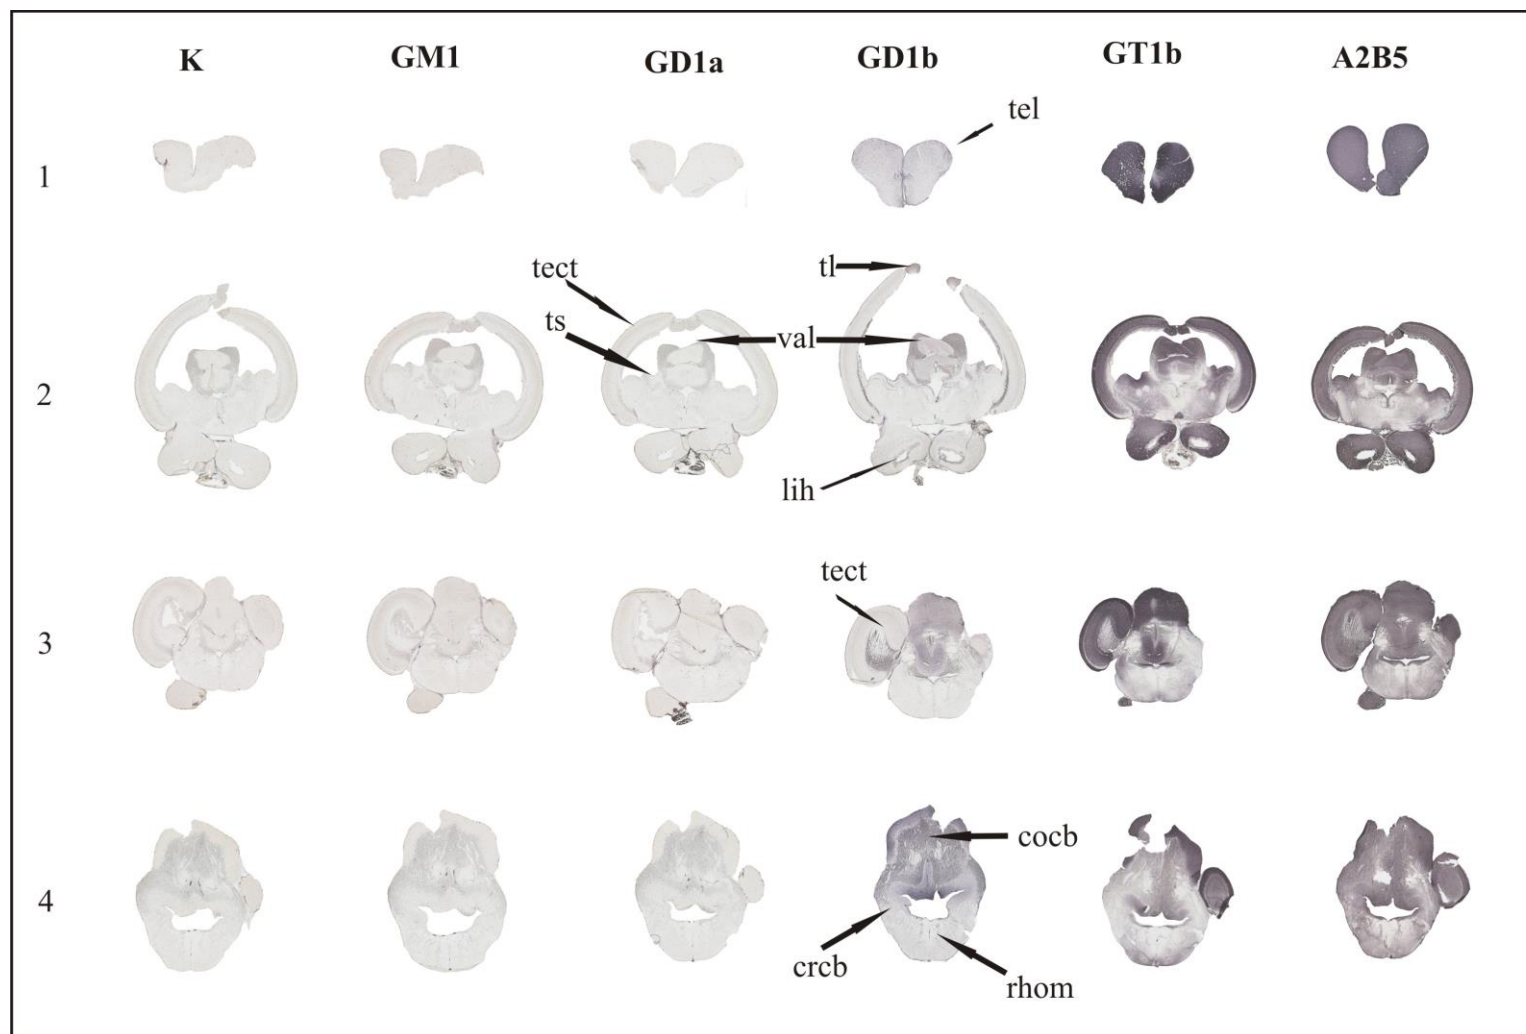 K GM1 GD1a GD1b GT1b A2B5
tel
1
tect tl
ts val
2
lih
tect
3
cocb
4
crcb
rhom